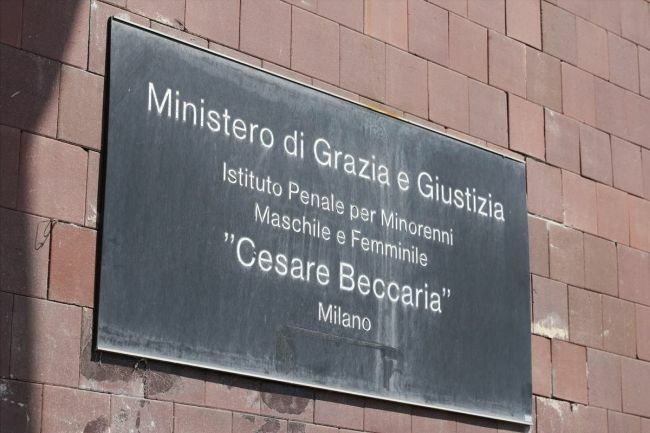 Ministero di Grazia e Giustizia
Istituto Penale per Minorenni
Maschile e Femminile
”Cesare Beccaria”
Milano